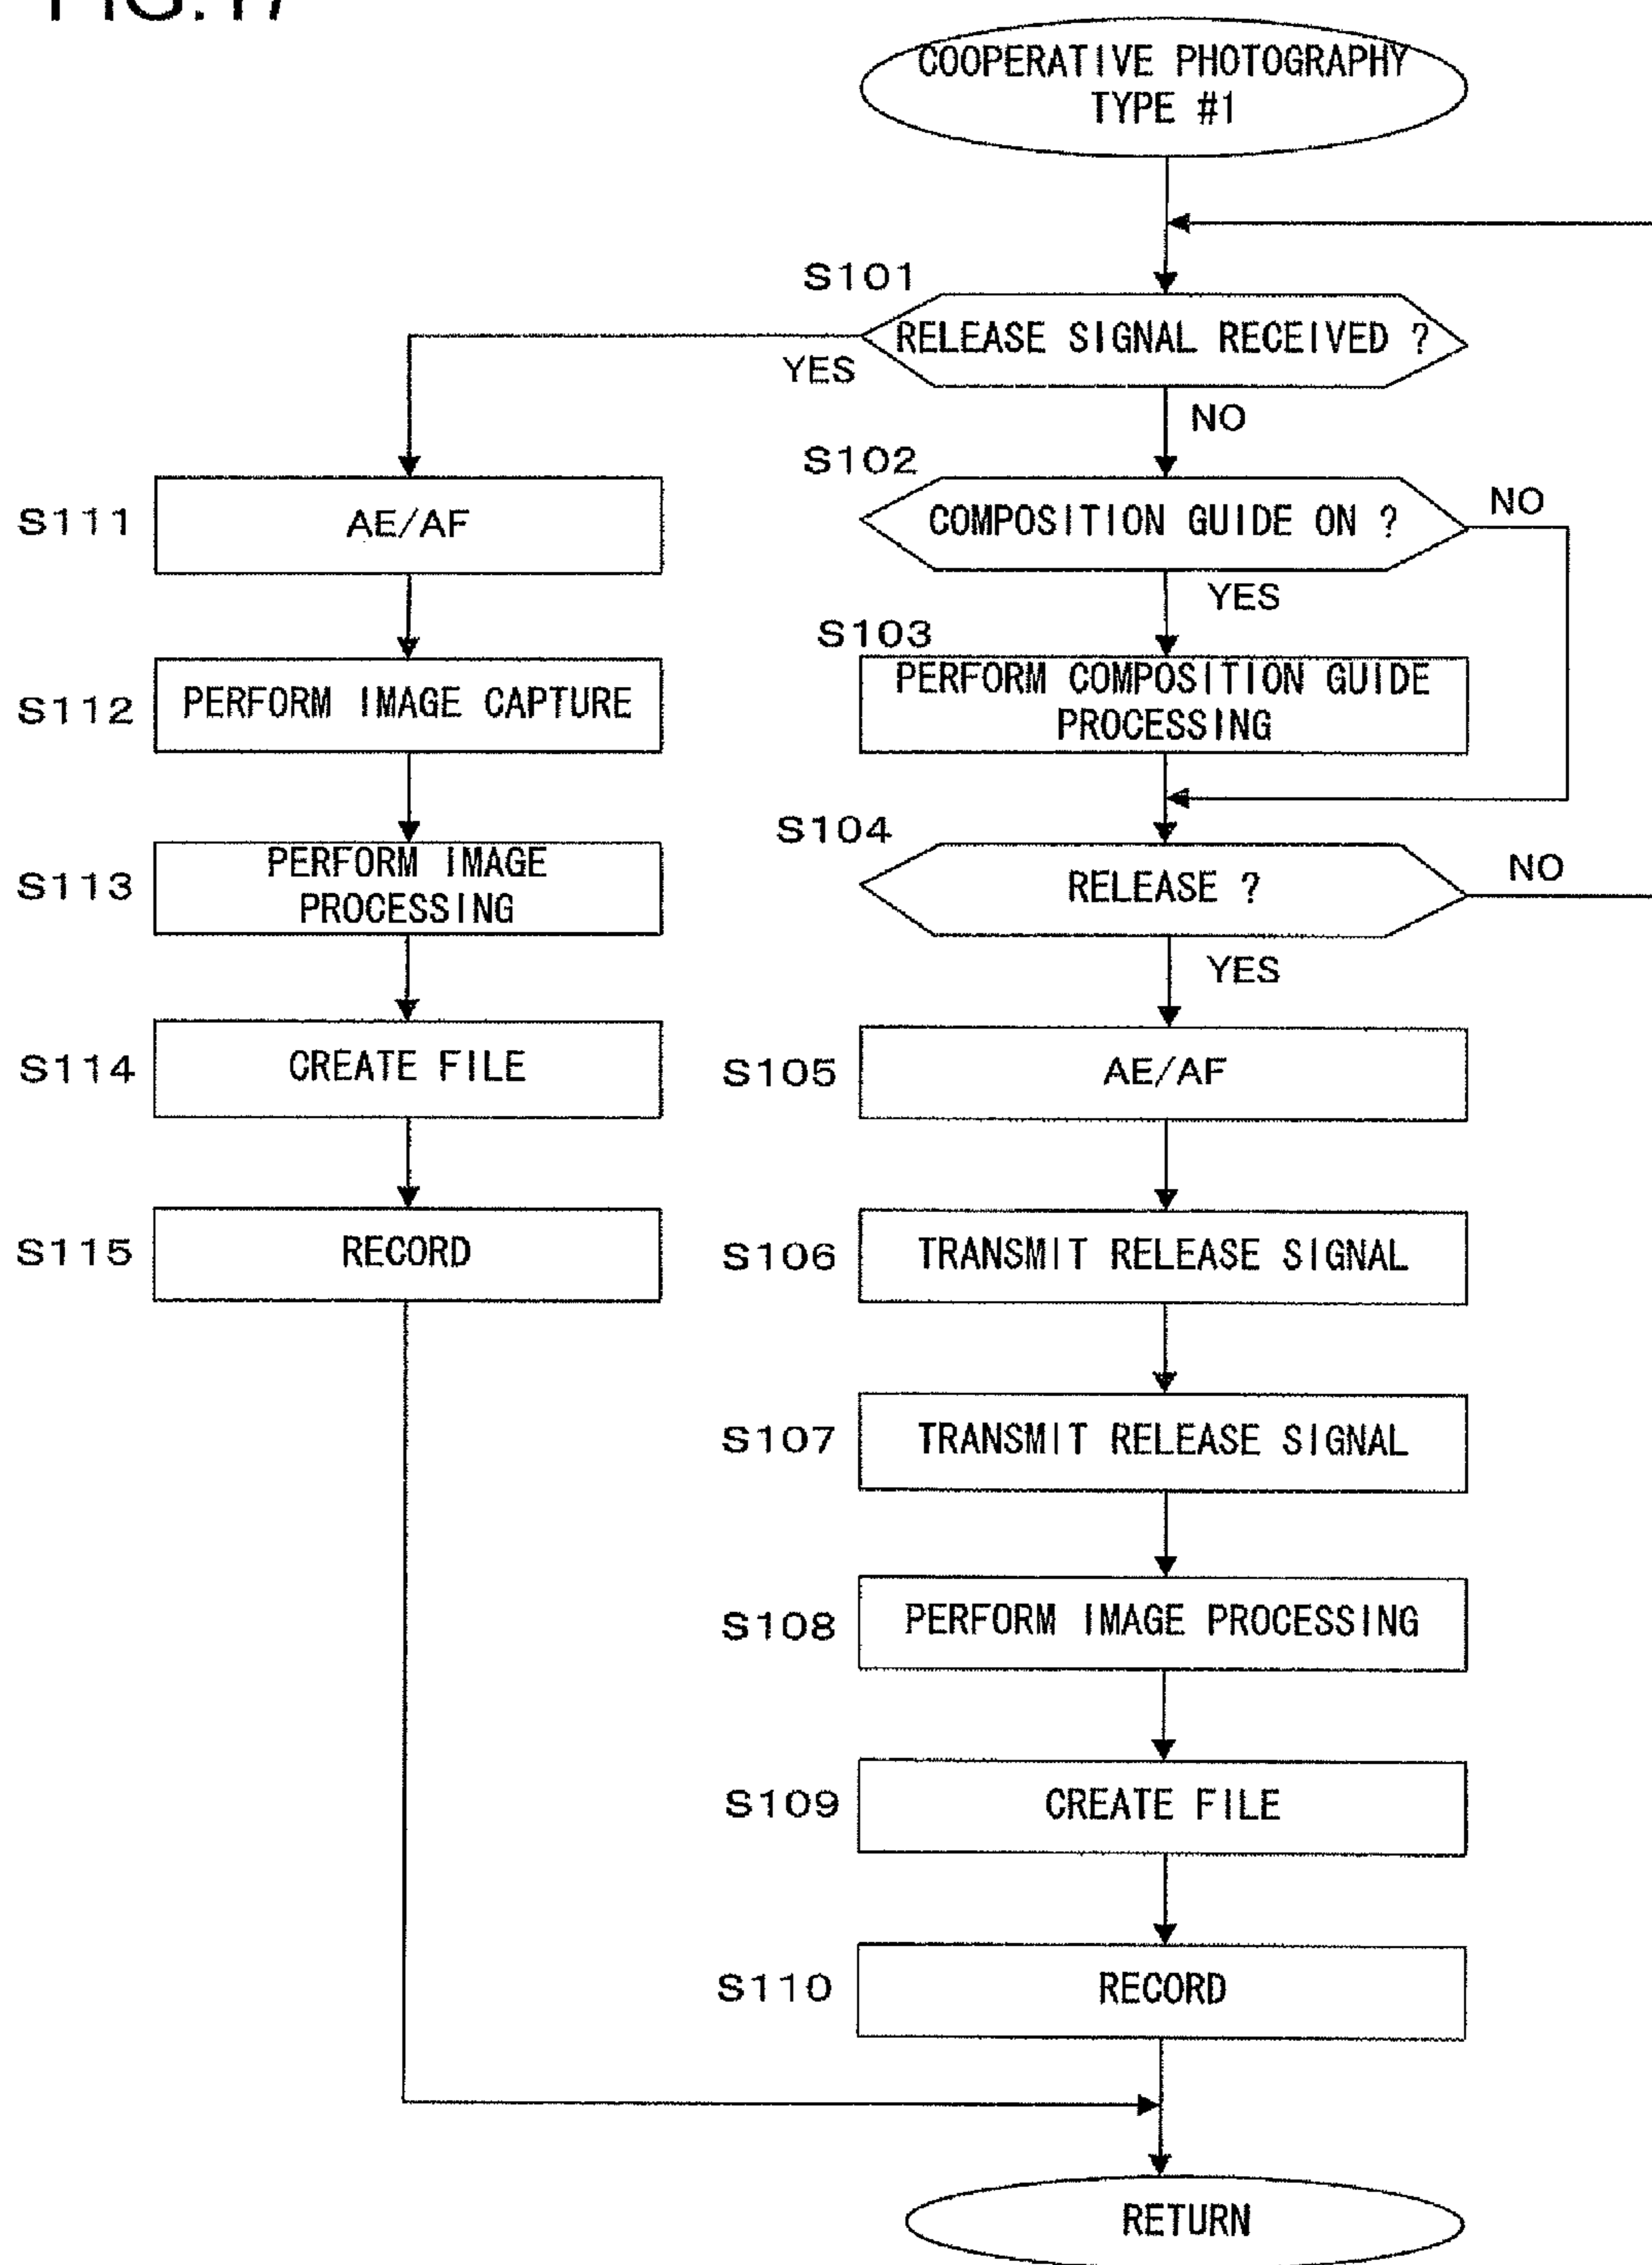 COOPERATIVE PHOTOGRAPHY
TYPE #1
S101
RELEASE SIGNAL RECEIVED ?
YES
NO
S102
COMPOSITION GUIDE ON ?
NO
YES
S103
PERFORM COMPOSITION GUIDE
PROCESSING
S104
RELEASE ?
NO
YES
S105
AE/AF
S106
TRANSMIT RELEASE SIGNAL
S107
TRANSMIT RELEASE SIGNAL
S108
PERFORM IMAGE PROCESSING
S109
CREATE FILE
S110
RECORD
S111
AE/AF
S112
PERFORM IMAGE CAPTURE
S113
PERFORM IMAGE
PROCESSING
S114
CREATE FILE
S115
RECORD
RETURN